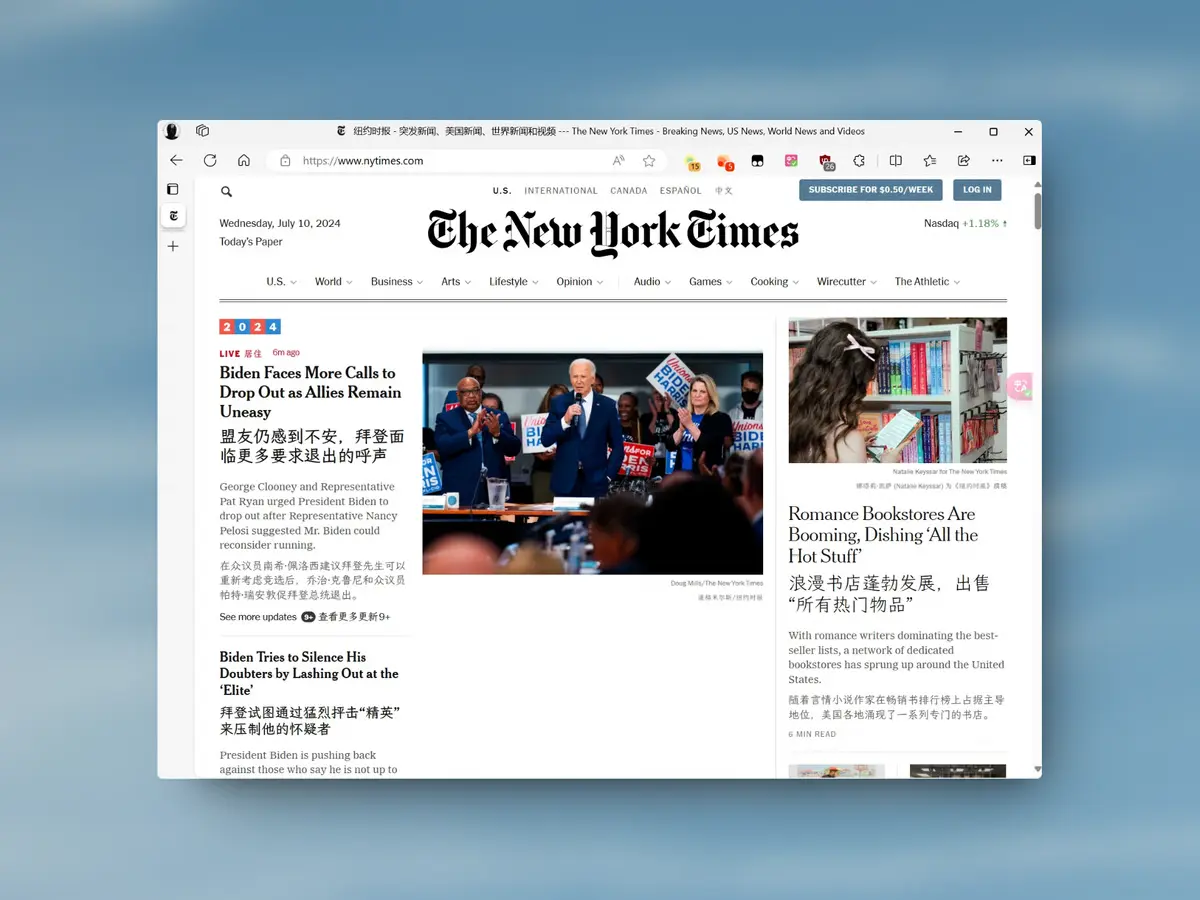 纽约时报 - 突发新闻、美国新闻、世界新闻和视频 --- The New York Times - Breaking News, US News, World News and Videos
https://www.nytimes.com
15
5
26
U.S. INTERNATIONAL CANADA ESPAÑOL 中文
SUBSCRIBE FOR $0.50/WEEK
LOG IN
Wednesday, July 10, 2024
Today's Paper
The New York Times
Nasdaq +1.18%
U.S. World Business Arts Lifestyle Opinion Audio Games Cooking Wirecutter The Athletic
2024
LIVE 居住 6m ago
Biden Faces More Calls to
Drop Out as Allies Remain
Uneasy
盟友仍感到不安，拜登面
临更多要求退出的呼声
George Clooney and Representative
Pat Ryan urged President Biden to
drop out after Representative Nancy
Pelosi suggested Mr. Biden could
reconsider running.
在众议员南希·佩洛西建议拜登先生可以
重新考虑竞选后，乔治·克鲁尼和众议员
帕特·瑞安敦促拜登总统退出。
See more updates 9+ 查看更多更新9+
Biden Tries to Silence His
Doubters by Lashing Out at the
‘Elite’
拜登试图通过猛烈抨击“精英”
来压制他的怀疑者
President Biden is pushing back
against those who say he is not up to
Unions
BIDEN
HARRIS
Doug Mills/The New York Times
道格米尔斯/纽约时报
Natalie Keyssar for The New York Times
娜塔莉·凯萨 (Natalie Keyssar) 为《纽约时报》撰稿
Romance Bookstores Are
Booming, Dishing ‘All the
Hot Stuff’
浪漫书店蓬勃发展，出售
“所有热门物品”
With romance writers dominating the best-
seller lists, a network of dedicated
bookstores has sprung up around the United
States.
随着言情小说作家在畅销书排行榜上占据主导
地位，美国各地涌现了一系列专门的书店。
6 MIN READ